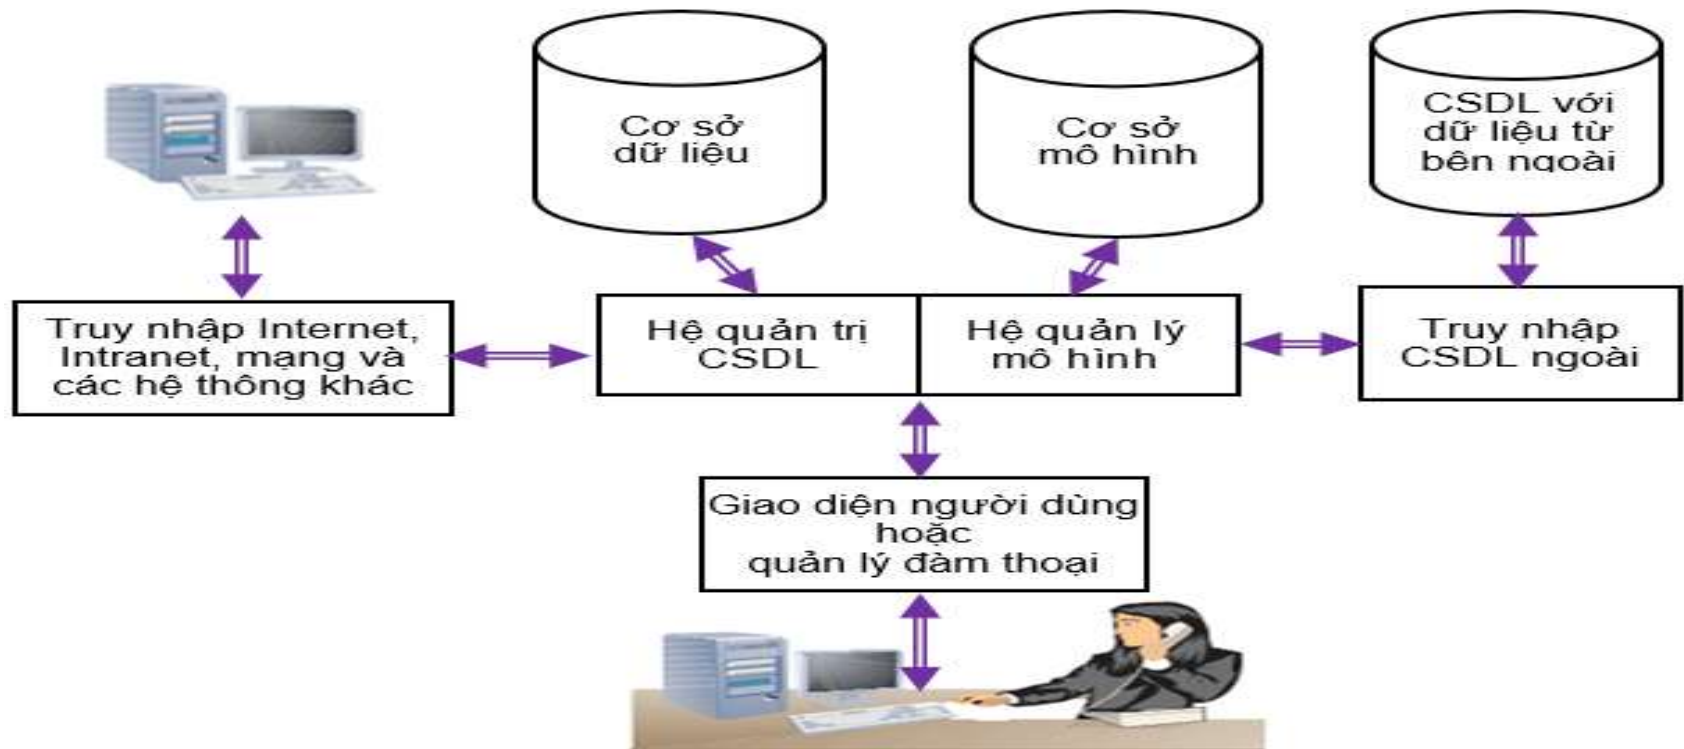 Cơ sở
dữ liệu
Cơ sở
mô hình
CSDL với
dữ liệu từ
bên ngoài
Truy nhập Internet,
Intranet, mạng và
các hệ thông khác
Hệ quản trị
CSDL
Hệ quản lý
mô hình
Truy nhập
CSDL ngoài
Giao diện người dùng
hoặc
quản lý đàm thoại